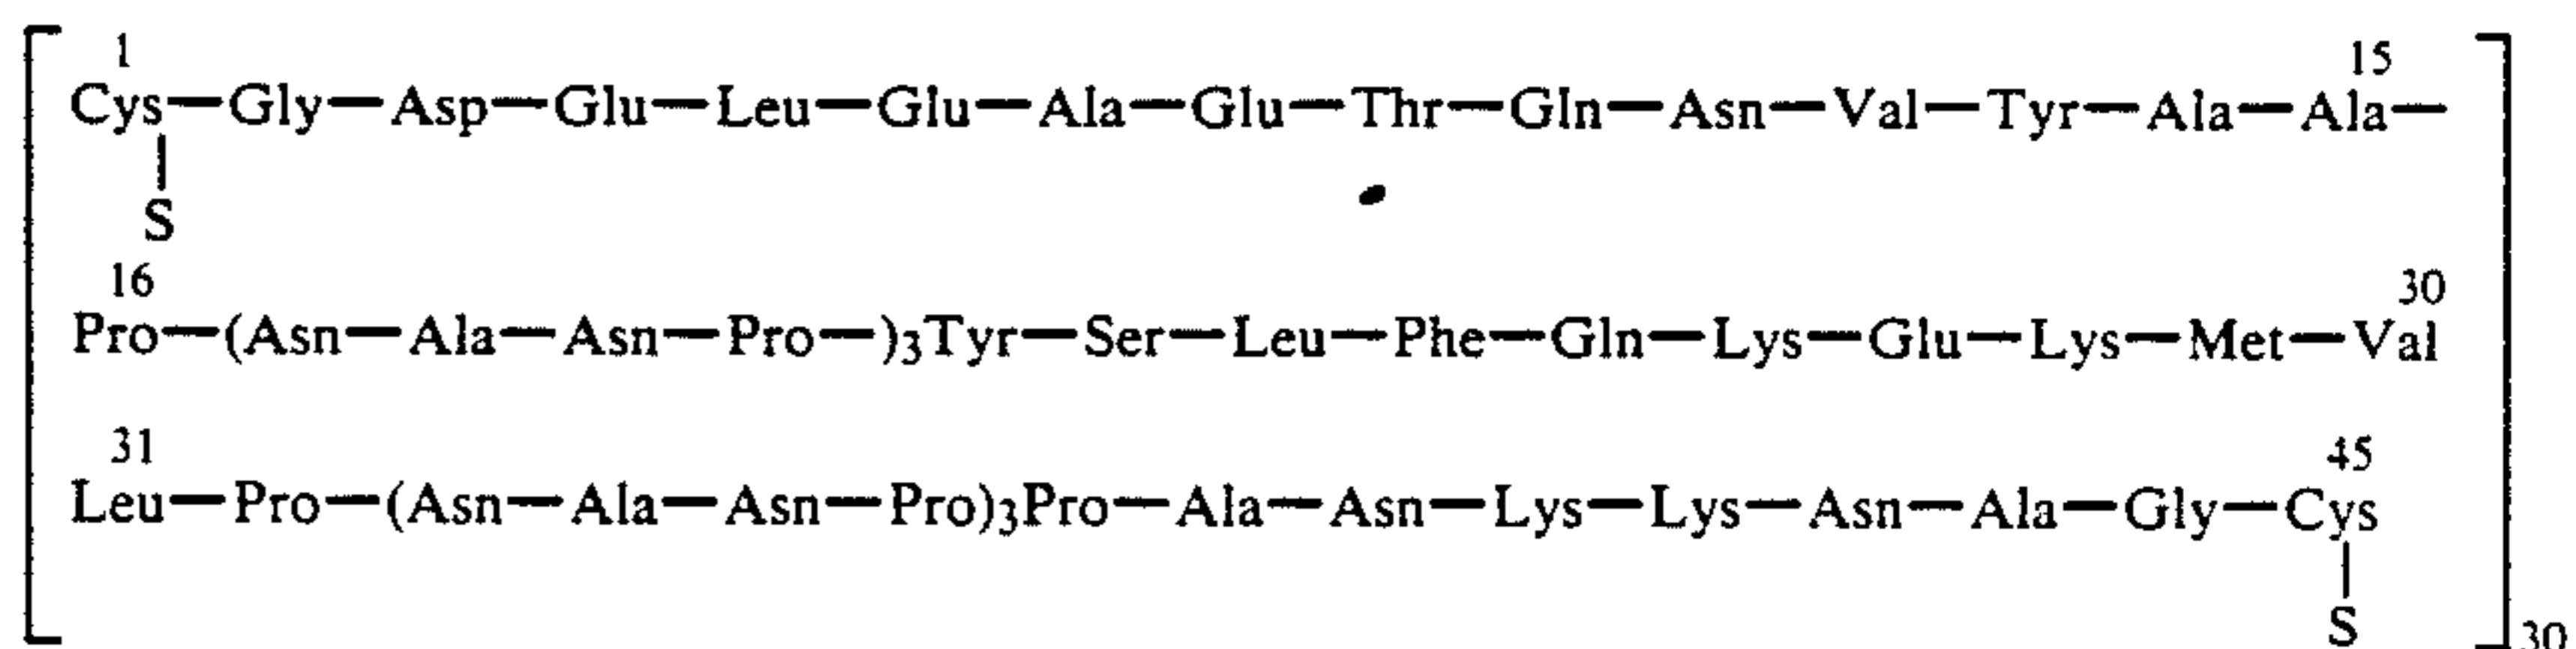 1 15
Cys—Gly—Asp—Glu—Leu—Glu—Ala—Glu—Thr—Gln—Asn—Val—Tyr—Ala—Ala—
S
16 30
Pro—(Asn—Ala—Asn—Pro—)3Tyr—Ser—Leu—Phe—Gln—Lys—Glu—Lys—Met—Val
31 45
Leu—Pro—(Asn—Ala—Asn—Pro)3Pro—Ala—Asn—Lys—Lys—Asn—Ala—Gly—Cys
S
30